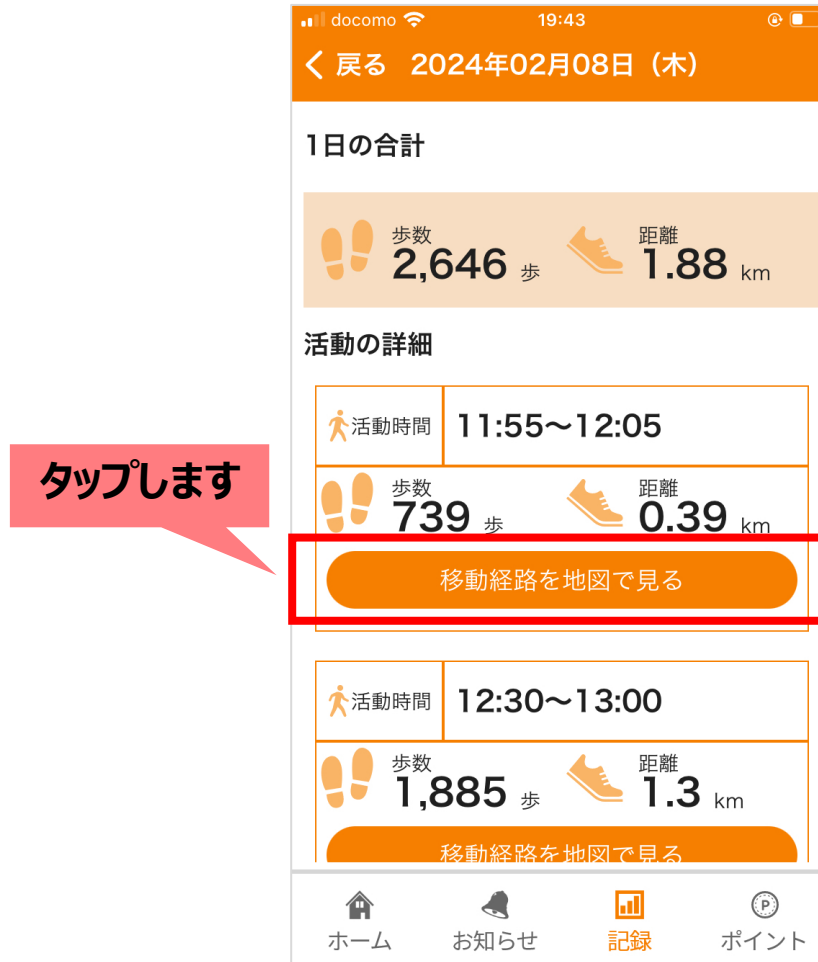 docomo 19:43
戻る 2024年02月08日（木）
1日の合計
歩数 距離
2,646 歩 1.88 km
活動の詳細
活動時間 11:55～12:05
タップします
歩数 距離
739 歩 0.39 km
移動経路を地図で見る
活動時間 12:30～13:00
歩数 距離
1,885 歩 1.3 km
移動経路を地図で見る
P
ホーム お知らせ 記録 ポイント